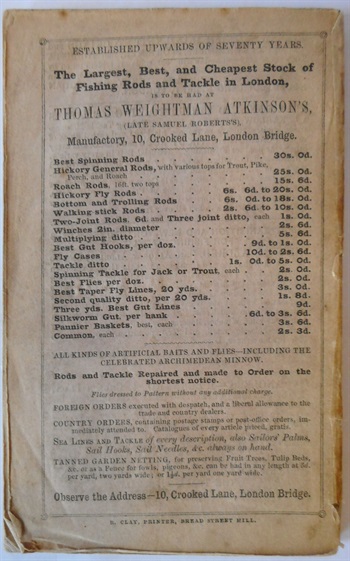 ESTABLISHED UPWARDS OF SEVENTY YEARS.
The Largest, Best, and Cheapest Stock of
Fishing Rods and Tackle in London,
IS TO BE HAD AT
THOMAS WEIGHTMAN ATKINSON'S,
(LATE SAMUEL ROBERTS'S),
Manufactory, 10, Crooked Lane, London Bridge.
Best Spinning Rods . . . . . 30s. 0d.
Hickory General Rods, with various tops for Trout, Pike,
Perch, and Roach . . . . . 25s. 0d.
Roach Rods, 16ft. two tops . . . . . 15s. 6d.
Hickory Fly Rods . . . . . 6s. 6d. to 20s. 0d.
Bottom and Trolling Rods . . . . . 6s. 0d. to 18s. 0d.
Walking-stick Rods . . . . . 2s. 6d. to 10s. 0d.
Two-Joint Rods, 6d. and Three joint ditto, each 1s. 0d.
Winches 2in. diameter . . . . . 2s. 6d.
Multiplying ditto . . . . . 5s. 6d.
Best Gut Hooks, per doz. . . . . . 9d. to 1s. 0d.
Fly Cases . . . . . 10d. to 2s. 6d.
Tackle ditto . . . . . 1s. 0d. to 5s. 0d.
Spinning Tackle for Jack or Trout, each . . . 2s. 0d.
Best Flies per doz. . . . . . 2s. 0d.
Best Taper Fly Lines, 20 yds. . . . . . 3s. 0d.
Second quality ditto, per 20 yds. . . . . . 1s. 8d.
Three yds. Best Gut Lines . . . . . 9d.
Silkworm Gut, per hank . . . . . 6d. to 3s. 6d.
Pannier Baskets, best, each . . . . . 3s. 6d.
Common, each . . . . . 2s. 3d.
ALL KINDS OF ARTIFICIAL BAITS AND FLIES—INCLUDING THE
CELEBRATED ARCHIMEDEAN MINNOW.
Rods and Tackle Repaired and made to Order on the
shortest notice.
Flies dressed to Pattern without any additional charge.
FOREIGN ORDERS executed with despatch, and a liberal allowance to the
trade and country dealers.
COUNTRY ORDERS, containing postage stamps or post-office orders, im-
mediately attended to. Catalogues of every article priced, gratis.
SEA LINES AND TACKLE of every description, also Sailors' Palms,
Sail Hooks, Sail Needles, &c. always on hand.
TANNED GARDEN NETTING, for preserving Fruit Trees, Tulip Beds,
&c. or as a Fence for fowls, pigeons, &c. can be had in any length at 3d.
per yard, two yards wide; or 1½d. per yard one yard wide.
Observe the Address—10, Crooked Lane, London Bridge.
R. CLAY, PRINTER, BREAD STREET HILL.